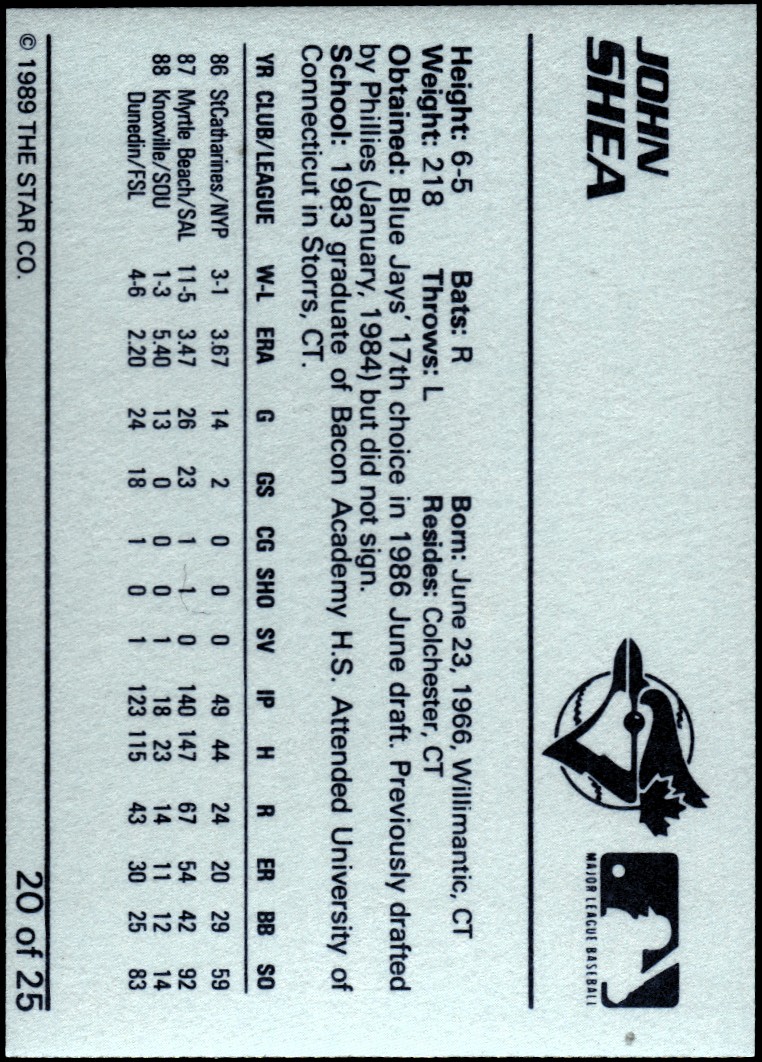 JOHN
SHEA
MAJOR LEAGUE BASEBALL
Height: 6-5 Bats: R Born: June 23, 1966, Willimantic, CT
Weight: 218 Throws: L Resides: Colchester, CT
Obtained: Blue Jays' 17th choice in 1986 June draft. Previously drafted
by Phillies (January, 1984) but did not sign.
School: 1983 graduate of Bacon Academy H.S. Attended University of
Connecticut in Storrs, CT.
YR CLUB/LEAGUE W-L ERA G GS CG SHO SV IP H R ER BB SO
86 StCatharines/NYP 3-1 3.67 14 2 0 0 0 49 44 24 20 29 59
87 Myrtle Beach/SAL 11-5 3.47 26 23 1 1 0 140 147 67 54 42 92
88 Knoxville/SOU 1-3 5.40 13 0 0 0 1 18 23 14 11 12 14
Dunedin/FSL 4-6 2.20 24 18 1 0 1 123 115 43 30 25 83
© 1989 THE STAR CO. 20 of 25